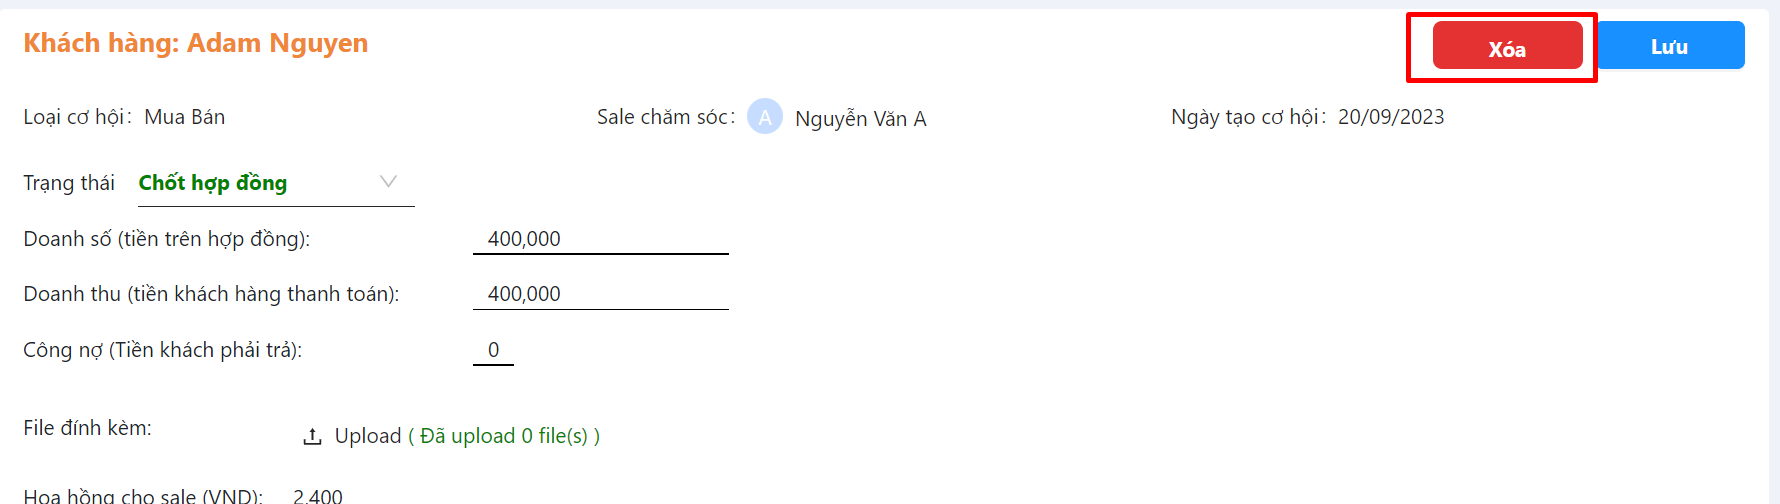 Khách hàng: Adam Nguyen
Xóa
Lưu
Loại cơ hội: Mua Bán
Sale chăm sóc: A Nguyễn Văn A
Ngày tạo cơ hội: 20/09/2023
Trạng thái Chốt hợp đồng
Doanh số (tiền trên hợp đồng): 400,000
Doanh thu (tiền khách hàng thanh toán): 400,000
Công nợ (Tiền khách phải trả): 0
File đính kèm: Upload ( Đã upload 0 file(s) )
Hoa hồng cho sale (VND): 2,400